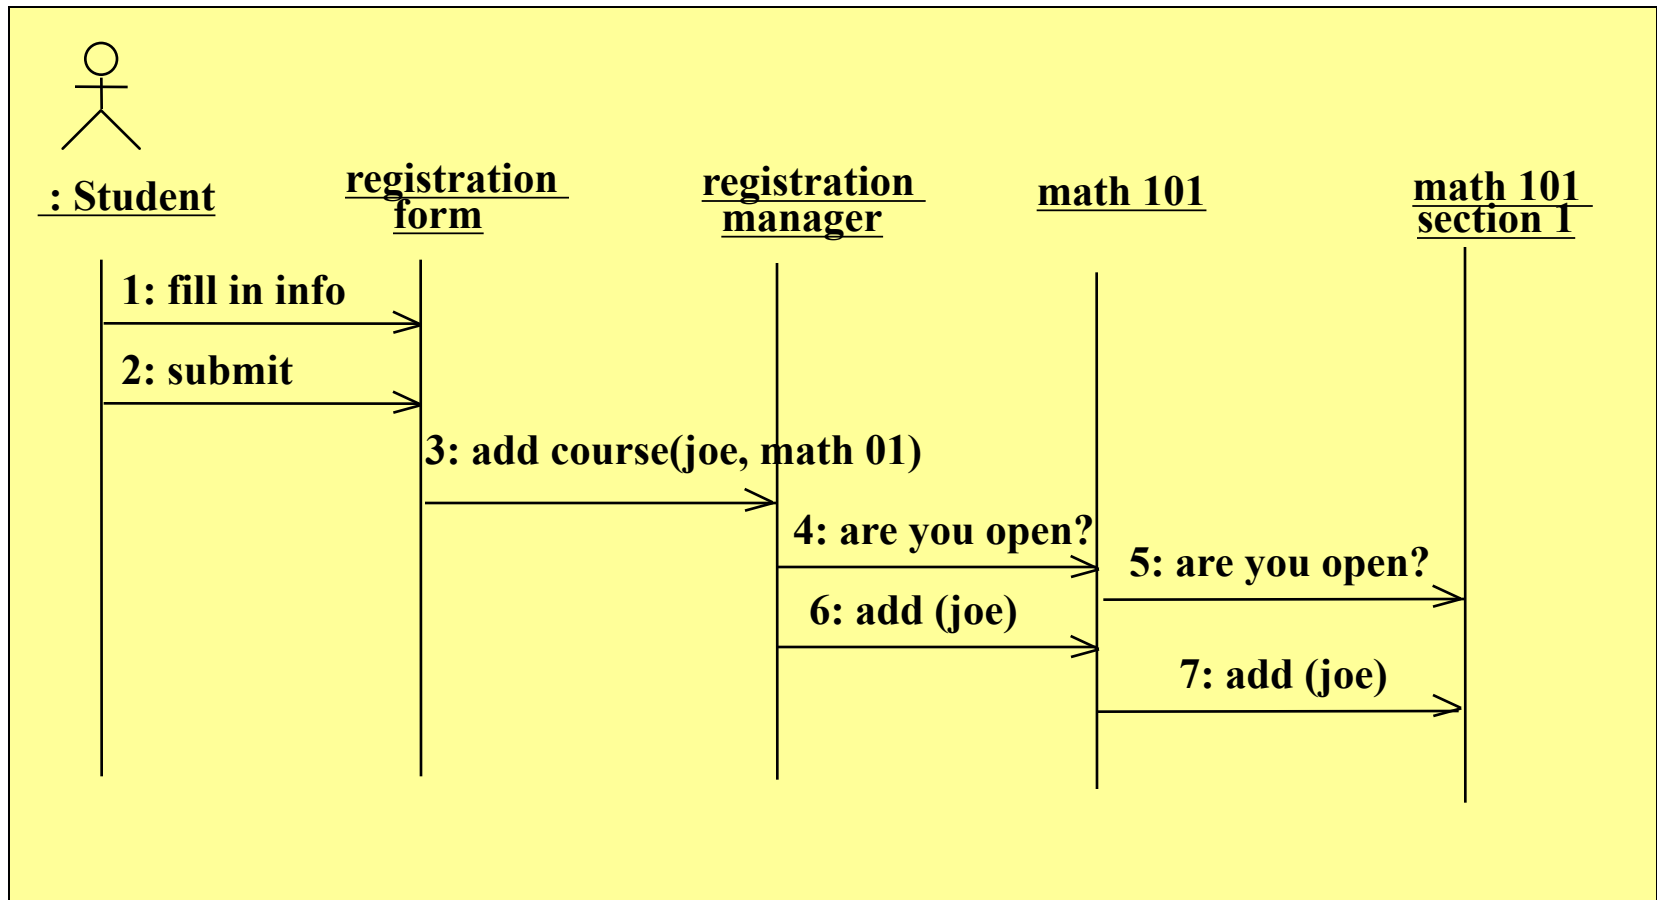 : Student
registration
form
registration
manager
math 101
math 101
section 1
1: fill in info
2: submit
3: add course(joe, math 01)
4: are you open?
5: are you open?
6: add (joe)
7: add (joe)